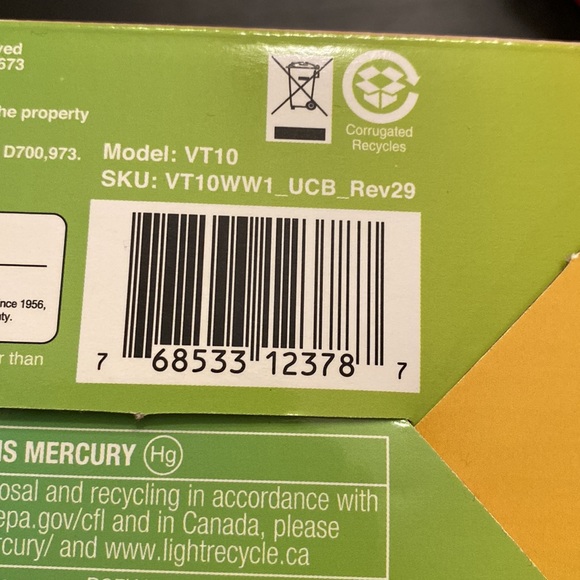 ved
673
he property
D700,973.
Model: VT10
SKU: VT10WW1_UCB_Rev29
Corrugated
Recycles
nce 1956,
ty.
r than
7 68533 12378 7
IS MERCURY Hg
osal and recycling in accordance with
epa.gov/cfl and in Canada, please
rcury/ and www.lightrecycle.ca